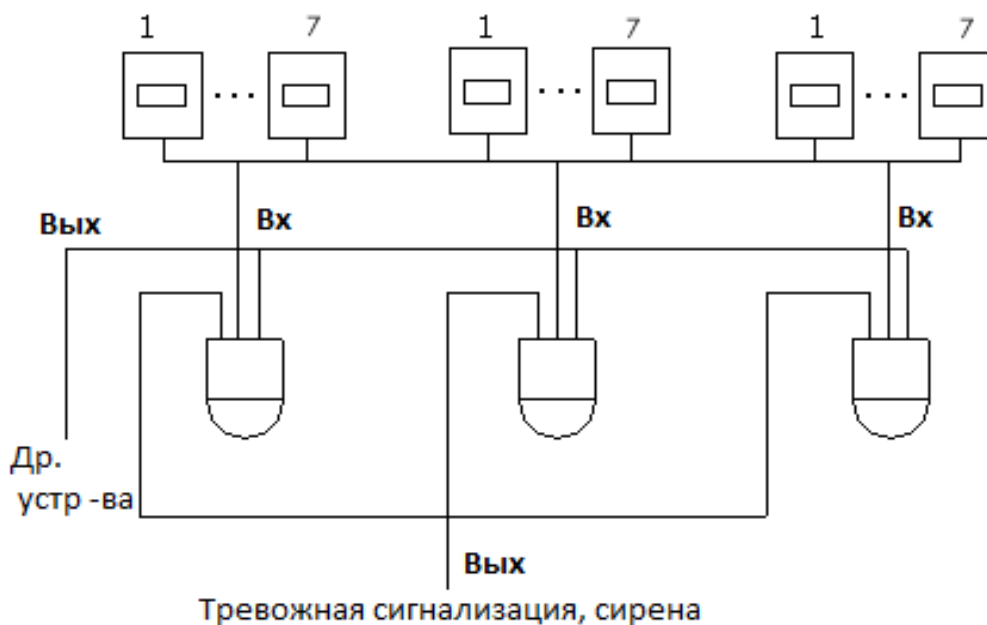 1 7 1 7 1 7
... ... ...
Вых Вх Вх Вх
Др.
устр -ва
Вых
Тревожная сигнализация, сирена